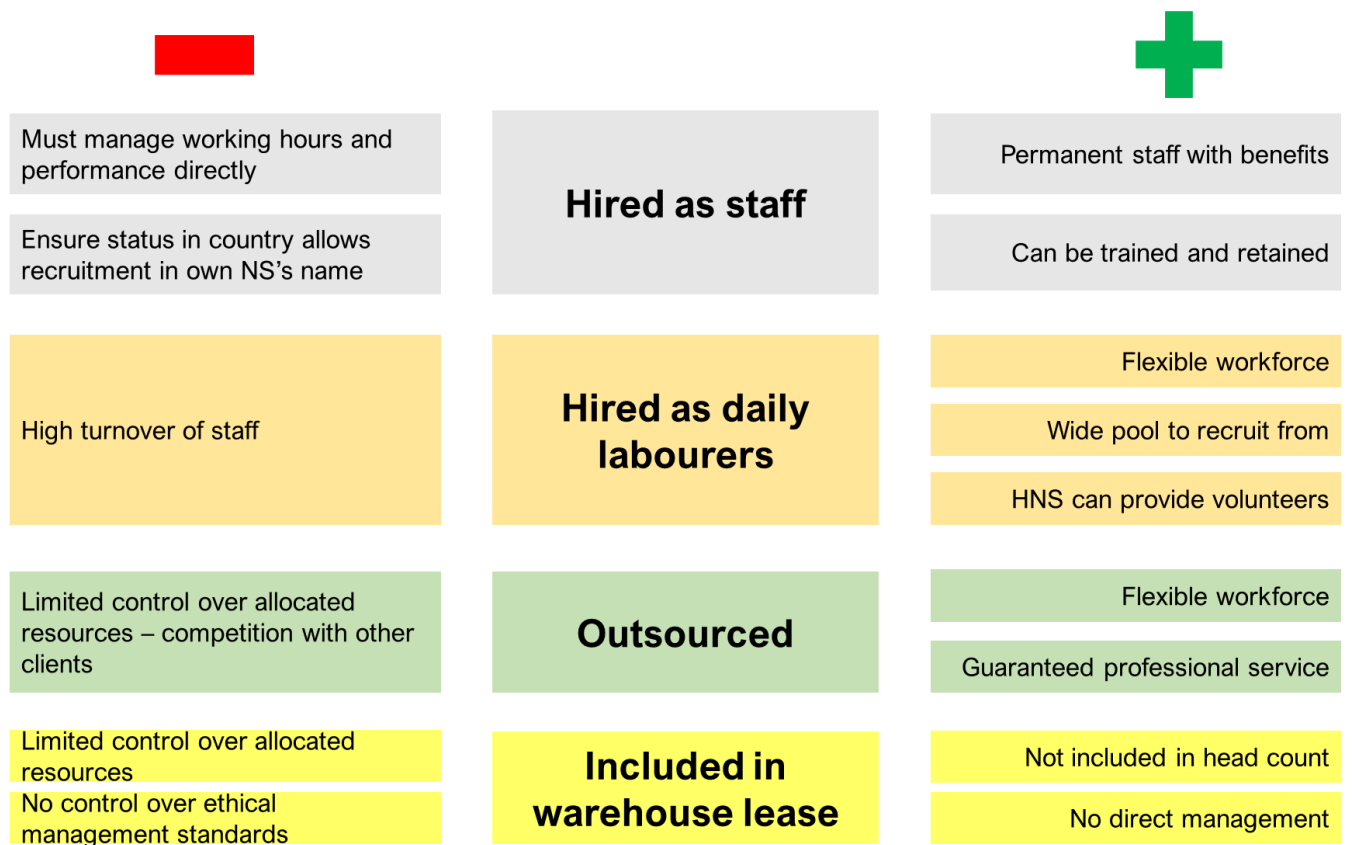 Must manage working hours and
performance directly
Ensure status in country allows
recruitment in own NS’s name
Hired as staff
Permanent staff with benefits
Can be trained and retained
High turnover of staff
Hired as daily
labourers
Flexible workforce
Wide pool to recruit from
HNS can provide volunteers
Limited control over allocated
resources – competition with other
clients
Outsourced
Flexible workforce
Guaranteed professional service
Limited control over allocated
resources
No control over ethical
management standards
Included in
warehouse lease
Not included in head count
No direct management